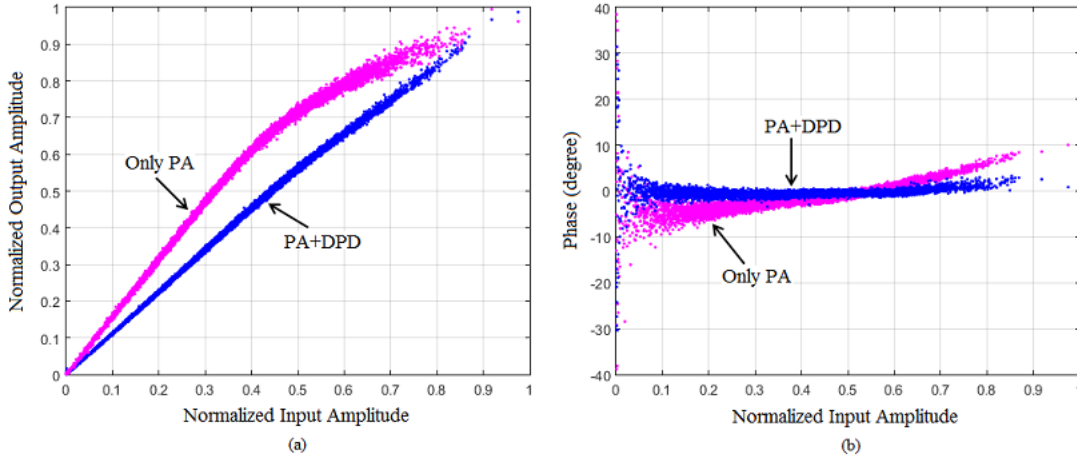 1
0.9
0.8
0.7
0.6
0.5
0.4
0.3
0.2
0.1
0
Normalized Output Amplitude
Only PA
PA+DPD
0 0.1 0.2 0.3 0.4 0.5 0.6 0.7 0.8 0.9 1
Normalized Input Amplitude
(a)
40
30
20
10
0
-10
-20
-30
-40
Phase (degree)
PA+DPD
Only PA
0 0.1 0.2 0.3 0.4 0.5 0.6 0.7 0.8 0.9 1
Normalized Input Amplitude
(b)